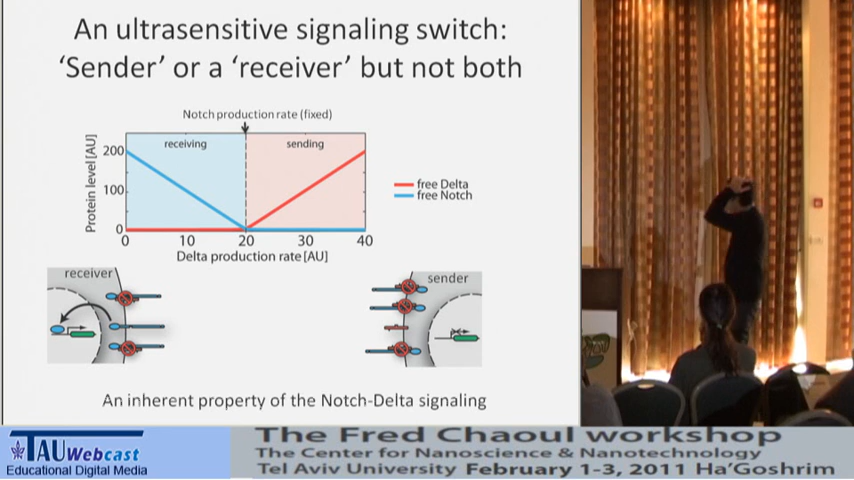 An ultrasensitive signaling switch:
‘Sender’ or a ‘receiver’ but not both
Notch production rate (fixed)
receiving
sending
Protein level[AU]
200
100
0
0
10
20
30
40
Delta production rate[AU]
free Delta
free Notch
receiver
sender
An inherent property of the Notch-Delta signaling
TAU Webcast
Educational Digital Media
The Fred Chaoul workshop
The Center for Nanoscience & Nanotechnology
Tel Aviv University February 1-3, 2011 Ha'Goshrim